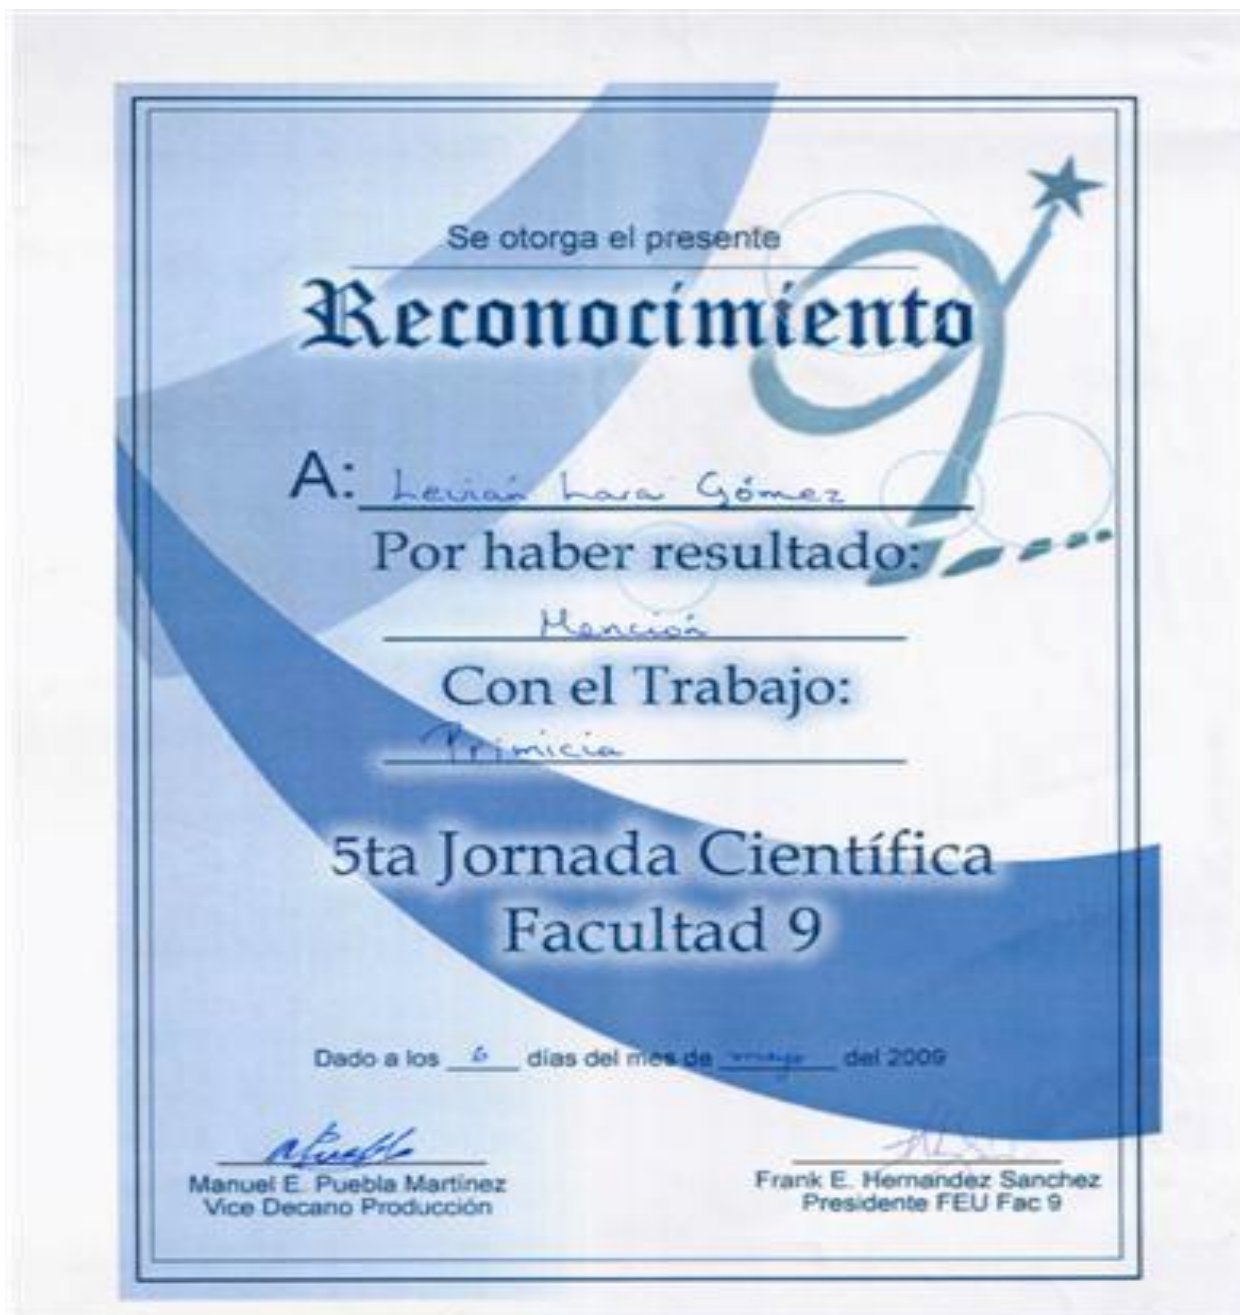 Se otorga el presente
Reconocimiento
A: Levián Lara Gómez
Por haber resultado:
Mención
Con el Trabajo:
Primicia
5ta Jornada Científica
Facultad 9
Dado a los 6 días del mes de mayo del 2009
Manuel E. Puebla Martínez
Vice Decano Producción
Frank E. Hernandez Sanchez
Presidente FEU Fac 9